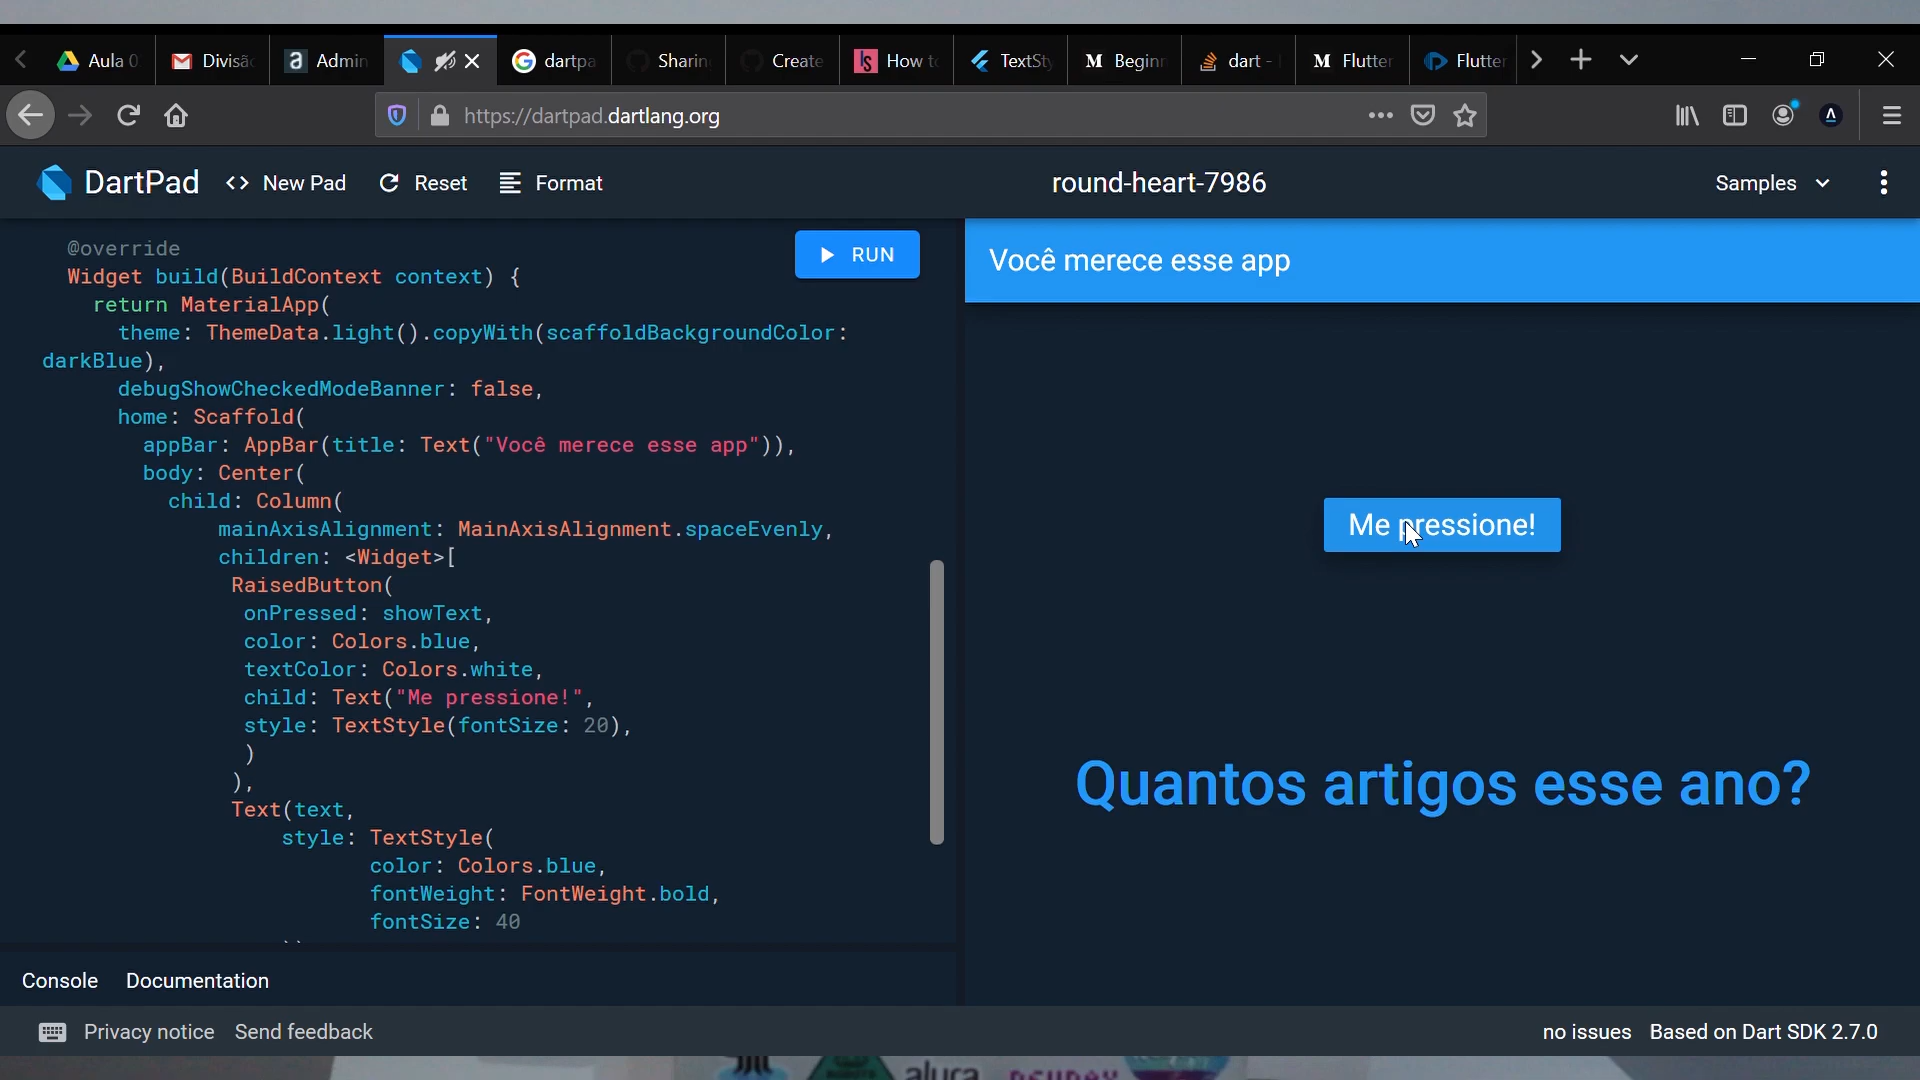 Aula 0
Divisão
Admin
dartpa
Sharin
Create
How to
TextSty
Beginn
dart -
Flutter
Flutter
https://dartpad.dartlang.org
DartPad
New Pad
Reset
Format
round-heart-7986
Samples
@override
Widget build(BuildContext context) {
return MaterialApp(
theme: ThemeData.light().copyWith(scaffoldBackgroundColor:
darkBlue),
debugShowCheckedModeBanner: false,
home: Scaffold(
appBar: AppBar(title: Text("Você merece esse app")),
body: Center(
child: Column(
mainAxisAlignment: MainAxisAlignment.spaceEvenly,
children: <Widget>[
RaisedButton(
onPressed: showText,
color: Colors.blue,
textColor: Colors.white,
child: Text("Me pressione!",
style: TextStyle(fontSize: 20),
)
),
Text(text,
style: TextStyle(
color: Colors.blue,
fontWeight: FontWeight.bold,
fontSize: 40
RUN
Você merece esse app
Me pressione!
Quantos artigos esse ano?
Console
Documentation
Privacy notice
Send feedback
no issues
Based on Dart SDK 2.7.0
alura